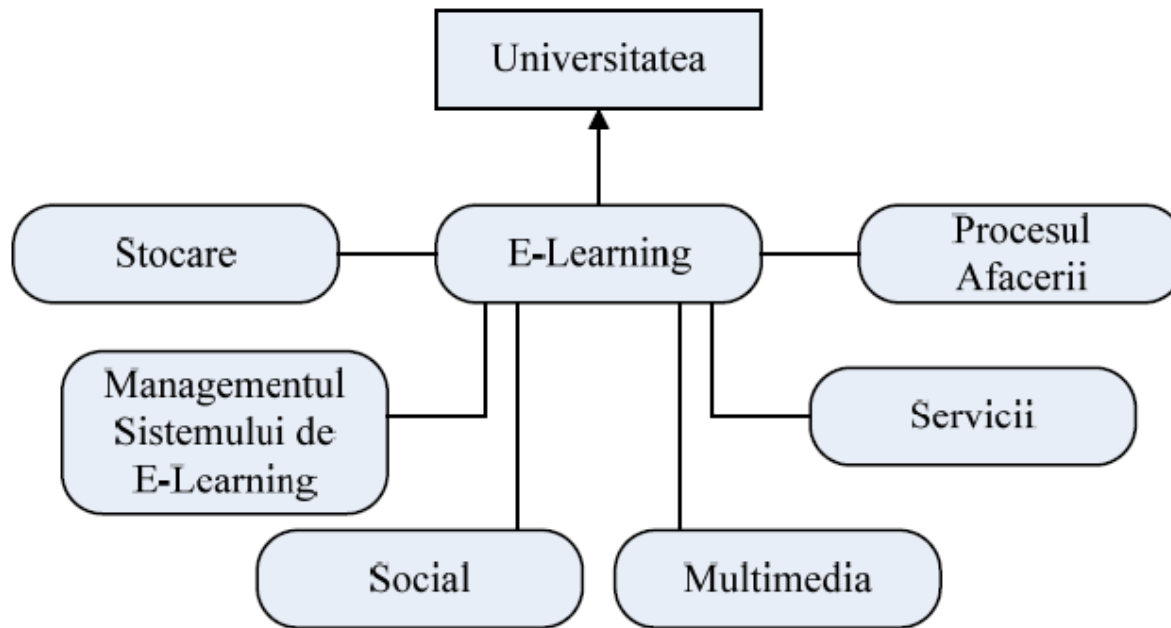 Universitatea
Stocare
E-Learning
Procesul
Afacerii
Managementul
Sistemului de
E-Learning
Servicii
Social
Multimedia